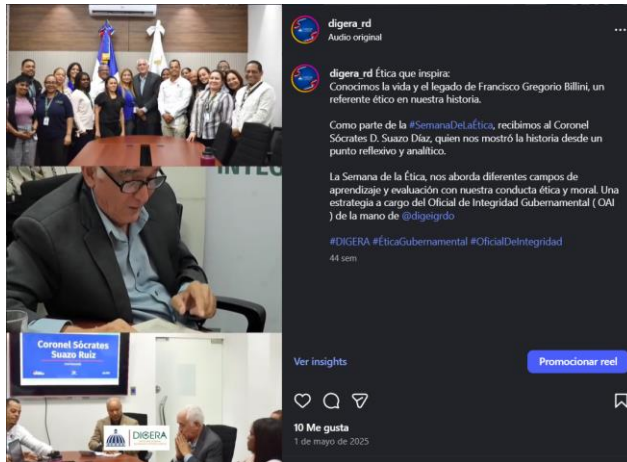 INTEG
Coronel Sócrates
Suazo Ruíz
DIGERA
digera_rd
Audio original
digera_rd Ética que inspira:
Conocimos la vida y el legado de Francisco Gregorio Billini, un
referente ético en nuestra historia.
Como parte de la #SemanaDeLaÉtica, recibimos al Coronel
Sócrates D. Suazo Díaz, quien nos mostró la historia desde un
punto reflexivo y analítico.
La Semana de la Ética, nos aborda diferentes campos de
aprendizaje y evaluación con nuestra conducta ética y moral. Una
estrategia a cargo del Oficial de Integridad Gubernamental ( OAI
) de la mano de @digeigrdo
#DIGERA #ÉticaGubernamental #OficialDeIntegridad
44 sem
Ver insights
Promocionar reel
10 Me gusta
1 de mayo de 2025